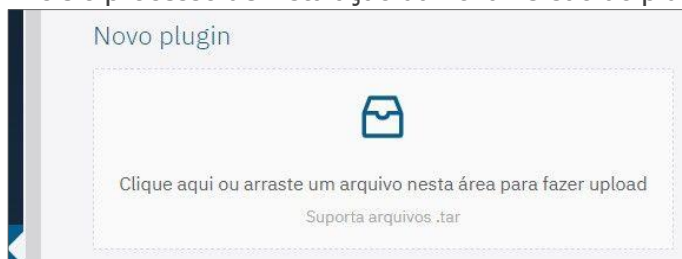 Novo plugin
Clique aqui ou arraste um arquivo nesta área para fazer upload
Suporta arquivos .tar